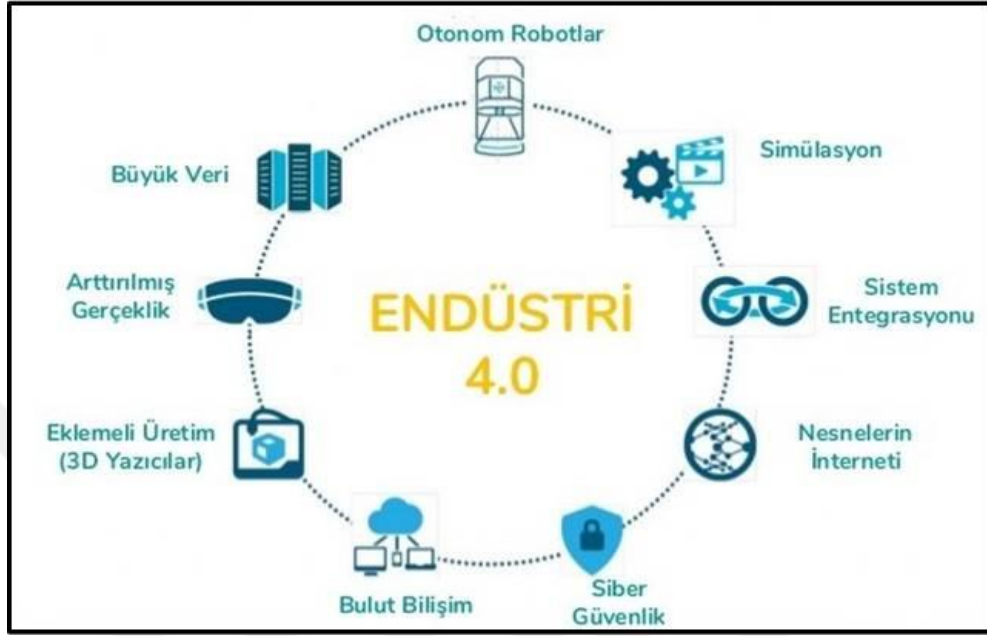 Otonom Robotlar
Simülasyon
Büyük Veri
Arttırılmış
Gerçeklik
Sistem
Entegrasyonu
ENDÜSTRİ
4.0
Eklemeli Üretim
(3D Yazıcılar)
Nesnelerin
İnterneti
Bulut Bilişim
Siber
Güvenlik